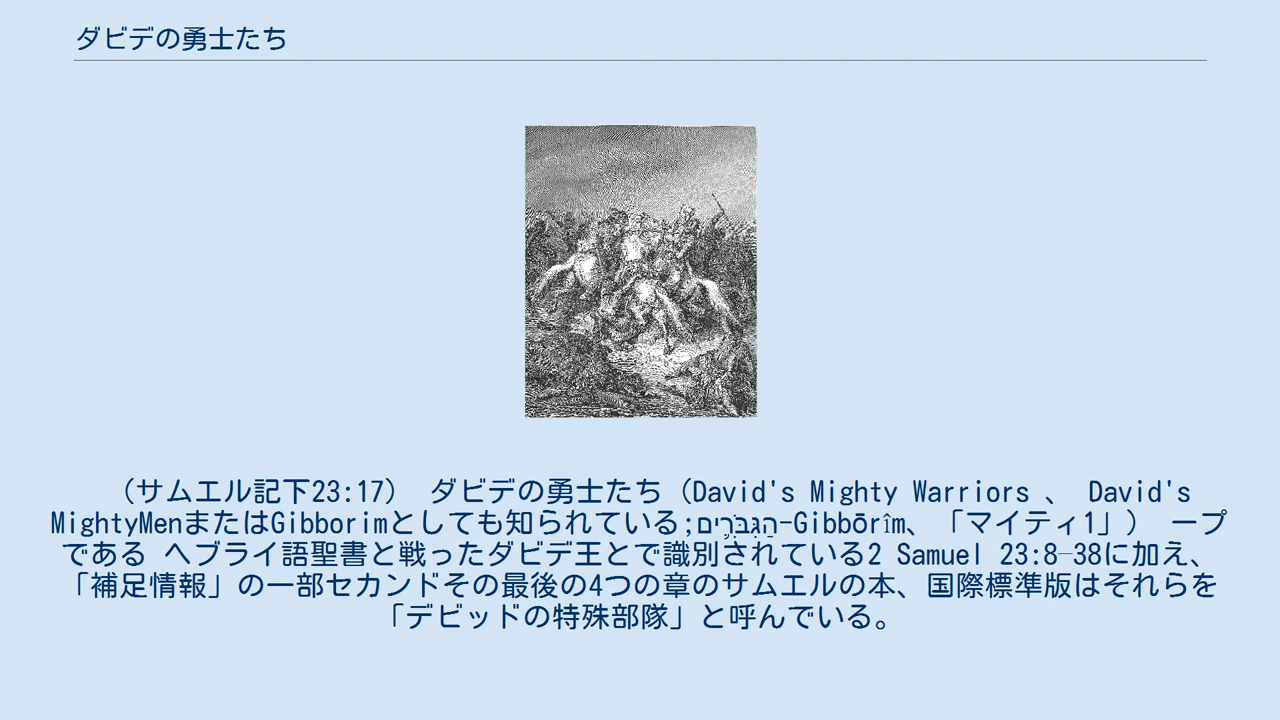 ダビデの勇士たち
（サムエル記下23:17） ダビデの勇士たち（David's Mighty Warriors 、 David's
MightyMenまたはGibborimとしても知られている;הַגִּבֹּרִ֛ים-Gibbōrîm、「マイティ1」） ープ
である ヘブライ語聖書と戦ったダビデ王とで識別されている2 Samuel 23:8–38に加え、
「補足情報」の一部セカンドその最後の4つの章のサムエルの本、国際標準版はそれらを
「デビッドの特殊部隊」と呼んでいる。